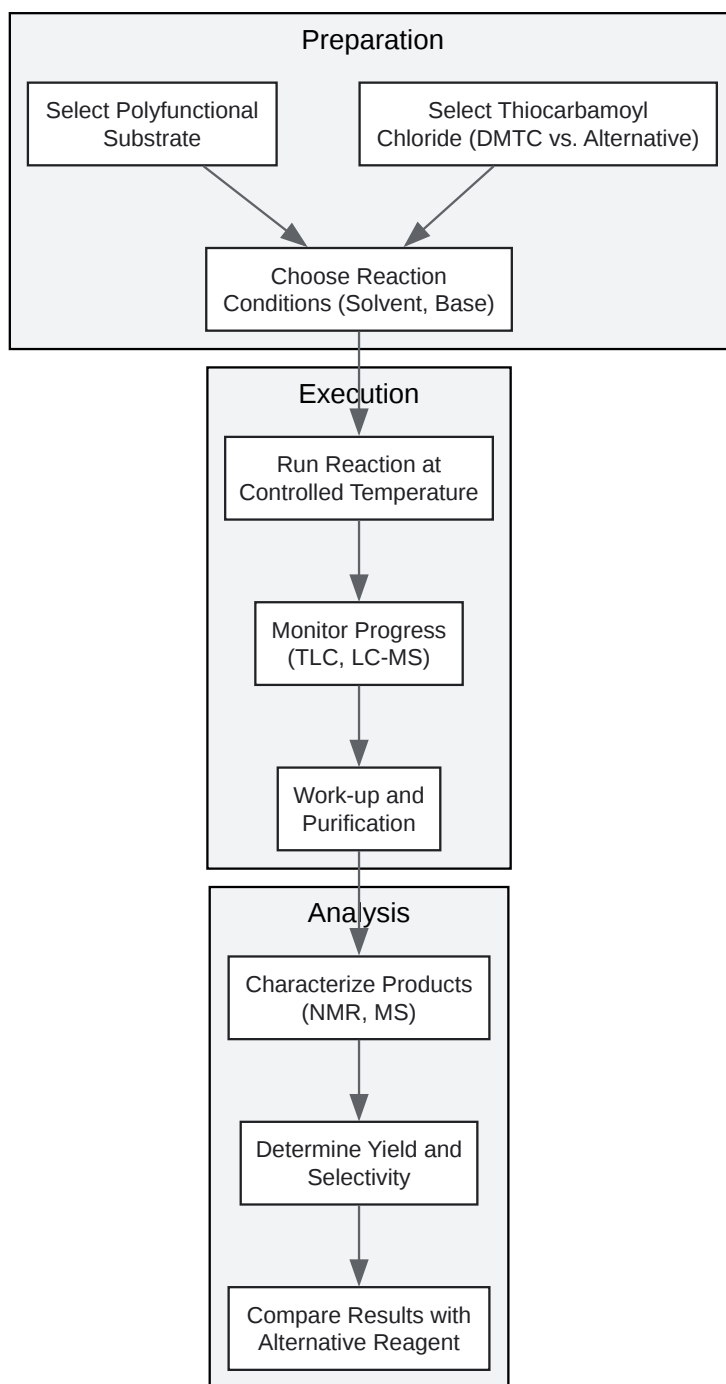 Preparation
Select Polyfunctional
Substrate
Select Thiocarbamoyl
Chloride (DMTC vs. Alternative)
Choose Reaction
Conditions (Solvent, Base)
Execution
Run Reaction at
Controlled Temperature
Monitor Progress
(TLC, LC-MS)
Work-up and
Purification
Analysis
Characterize Products
(NMR, MS)
Determine Yield and
Selectivity
Compare Results with
Alternative Reagent